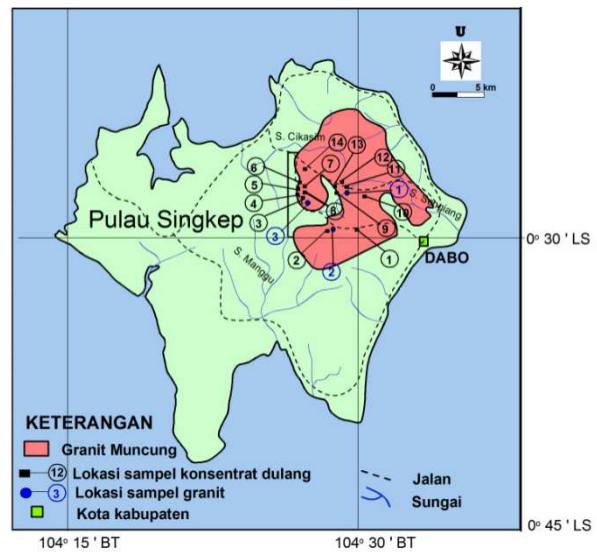 U
0 5 km
S. Cikasim
14 13
6 7 12
5 11
4 1
S. Serpiang
3 8 10
Pulau Singkep
3 9
0° 30 ' LS
S. Manggu
2 2 1
DABO
KETERANGAN
Granit Muncung
12 Lokasi sampel konsentrat dulang
3 Lokasi sampel granit
Kota kabupaten
Jalan
Sungai
0° 45 ' LS
104° 15 ' BT 104° 30 ' BT